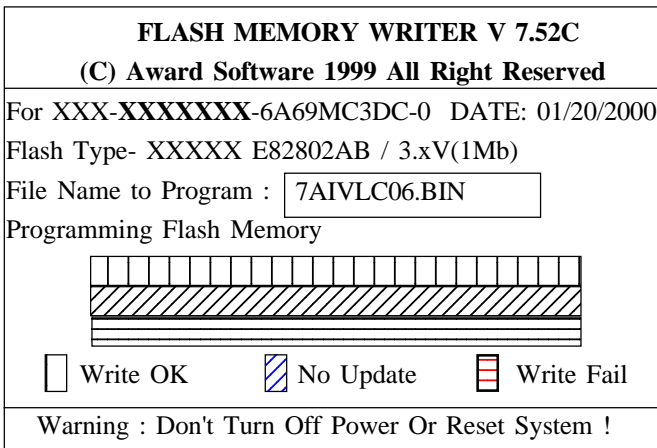 FLASH MEMORY WRITER V 7.52C
(C) Award Software 1999 All Right Reserved
For XXX-XXXXXXX-6A69MC3DC-0 DATE: 01/20/2000
Flash Type- XXXXX E82802AB / 3.xV(1Mb)
File Name to Program : 7AIVLC06.BIN
Programming Flash Memory
Write OK No Update Write Fail
Warning : Don't Turn Off Power Or Reset System !